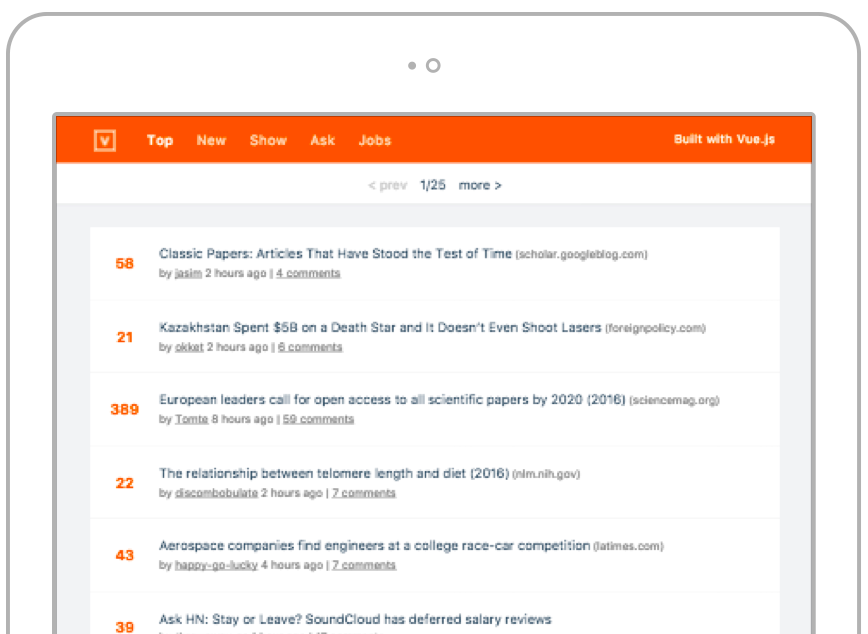 V Top New Show Ask Jobs Built with Vue.js
< prev 1/25 more >
58 Classic Papers: Articles That Have Stood the Test of Time (scholar.googleblog.com)
by jasim 2 hours ago | 4 comments
21 Kazakhstan Spent $5B on a Death Star and It Doesn't Even Shoot Lasers (foreignpolicy.com)
by okket 2 hours ago | 6 comments
389 European leaders call for open access to all scientific papers by 2020 (2016) (sciencemag.org)
by Tomte 8 hours ago | 59 comments
22 The relationship between telomere length and diet (2016) (nlm.nih.gov)
by discombobulate 2 hours ago | 7 comments
43 Aerospace companies find engineers at a college race-car competition (latimes.com)
by happy-go-lucky 4 hours ago | 7 comments
39 Ask HN: Stay or Leave? SoundCloud has deferred salary reviews